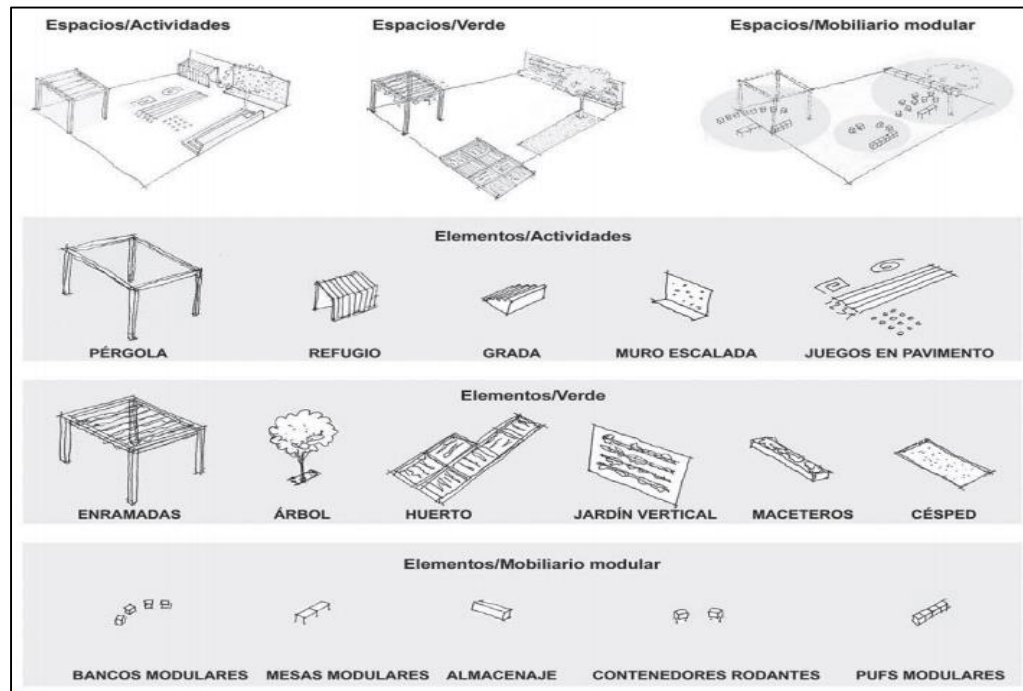 Espacios/Actividades
Espacios/Verde
Espacios/Mobiliario modular
Elementos/Actividades
PÉRGOLA
REFUGIO
GRADA
MURO ESCALADA
JUEGOS EN PAVIMENTO
Elementos/Verde
ENRAMADAS
ÁRBOL
HUERTO
JARDÍN VERTICAL
MACETEROS
CÉSPED
Elementos/Mobiliario modular
BANCOS MODULARES
MESAS MODULARES
ALMACENAJE
CONTENEDORES RODANTES
PUFS MODULARES